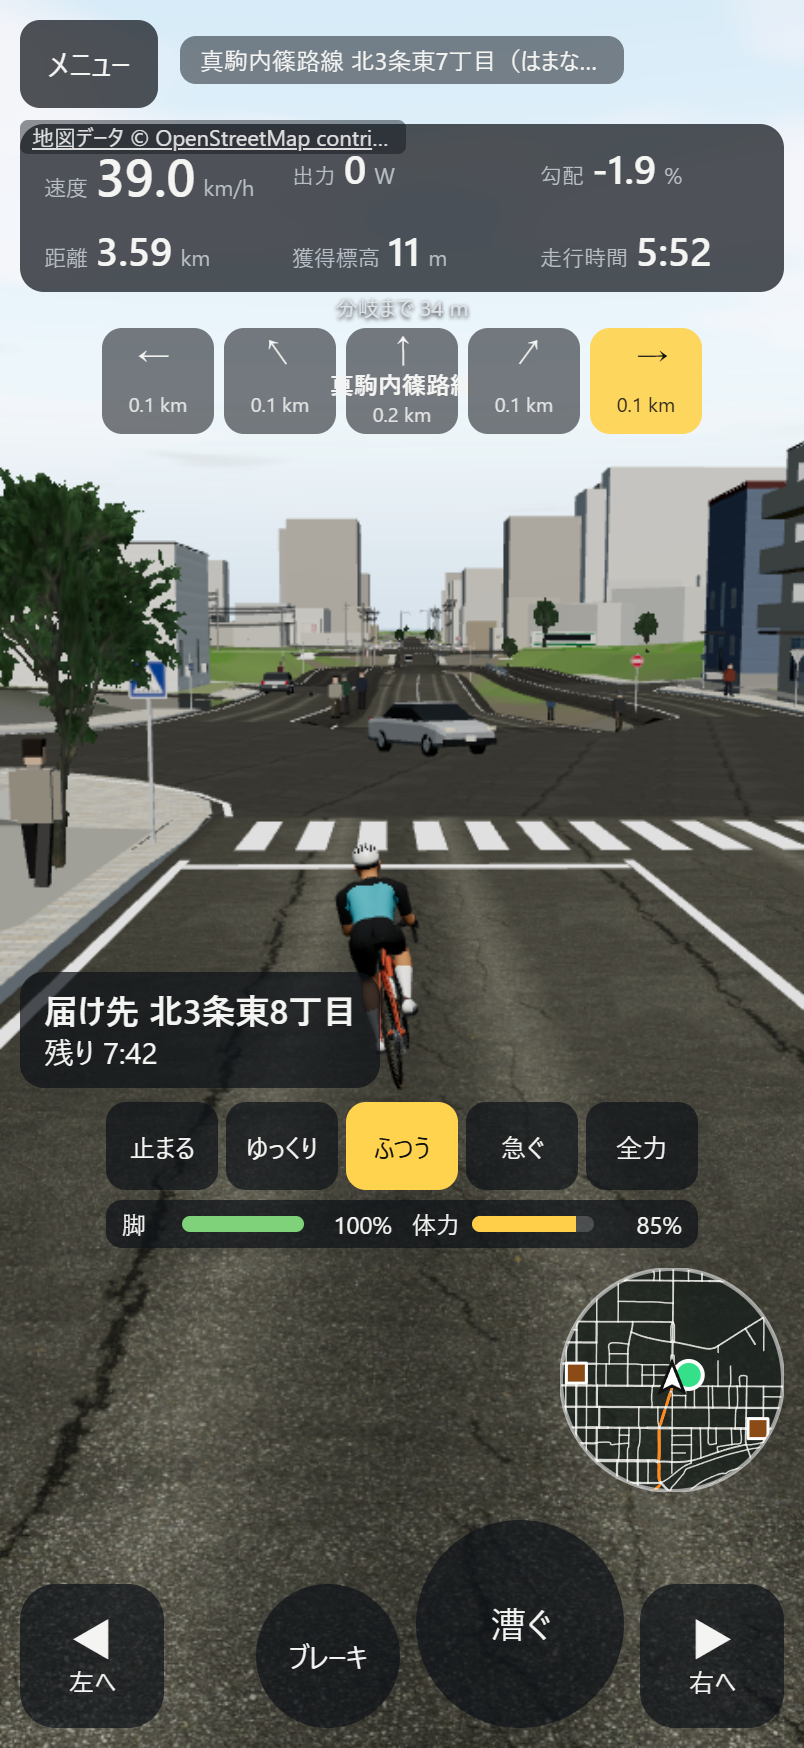 メニュー
真駒内篠路線 北3条東7丁目（はまな…
地図データ © OpenStreetMap contri…
速度 39.0 km/h
出力 0 W
勾配 -1.9 %
距離 3.59 km
獲得標高 11 m
走行時間 5:52
分岐まで 34 m
← ↖ ↑ ↗ →
真駒内篠路線
0.1 km 0.1 km 0.2 km 0.1 km 0.1 km
届け先 北3条東8丁目
残り 7:42
止まる ゆっくり ふつう 急ぐ 全力
脚 100% 体力 85%
漕ぐ
ブレーキ
◀ ▶
左へ 右へ